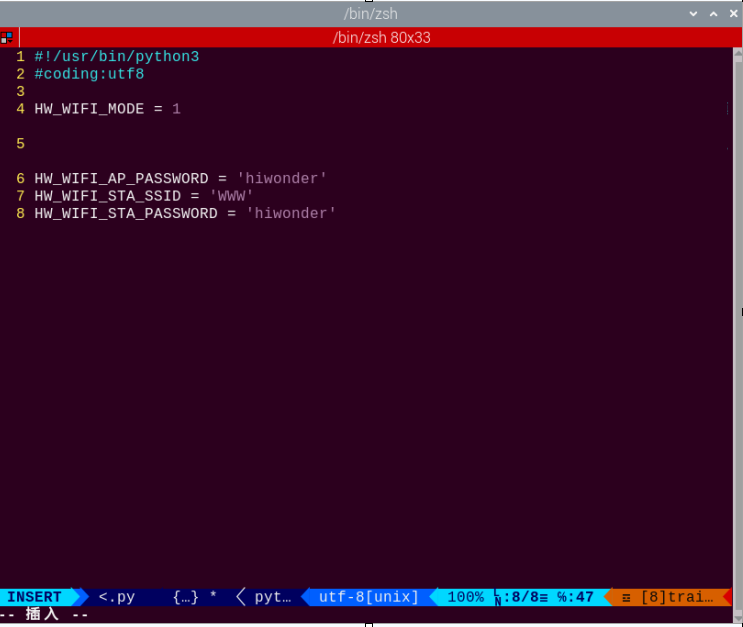 /bin/zsh
/bin/zsh 80x33
1 #!/usr/bin/python3
2 #coding:utf8
3
4 HW_WIFI_MODE = 1
5
6 HW_WIFI_AP_PASSWORD = 'hiwonder'
7 HW_WIFI_STA_SSID = 'WWW'
8 HW_WIFI_STA_PASSWORD = 'hiwonder'
INSERT <.py {…} * pyt… utf-8[unix] 100% ㏑:8/8≡ ℅:47 ☲ [8]trai…
-- 插入 --